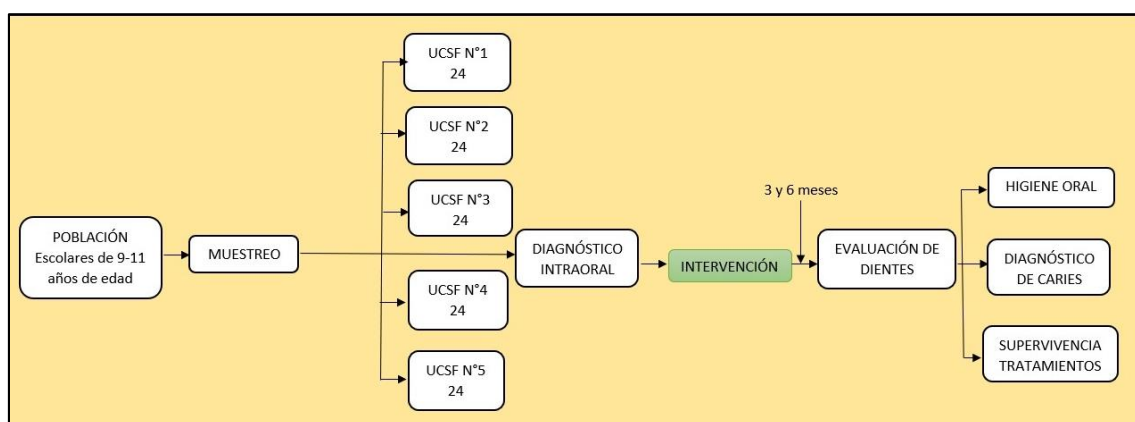 POBLACIÓN
Escolares de 9-11
años de edad
MUESTREO
UCSF N°1
24
UCSF N°2
24
UCSF N°3
24
UCSF N°4
24
UCSF N°5
24
DIAGNÓSTICO
INTRAORAL
INTERVENCIÓN
3 y 6 meses
EVALUACIÓN DE
DIENTES
HIGIENE ORAL
DIAGNÓSTICO
DE CARIES
SUPERVIVENCIA
TRATAMIENTOS